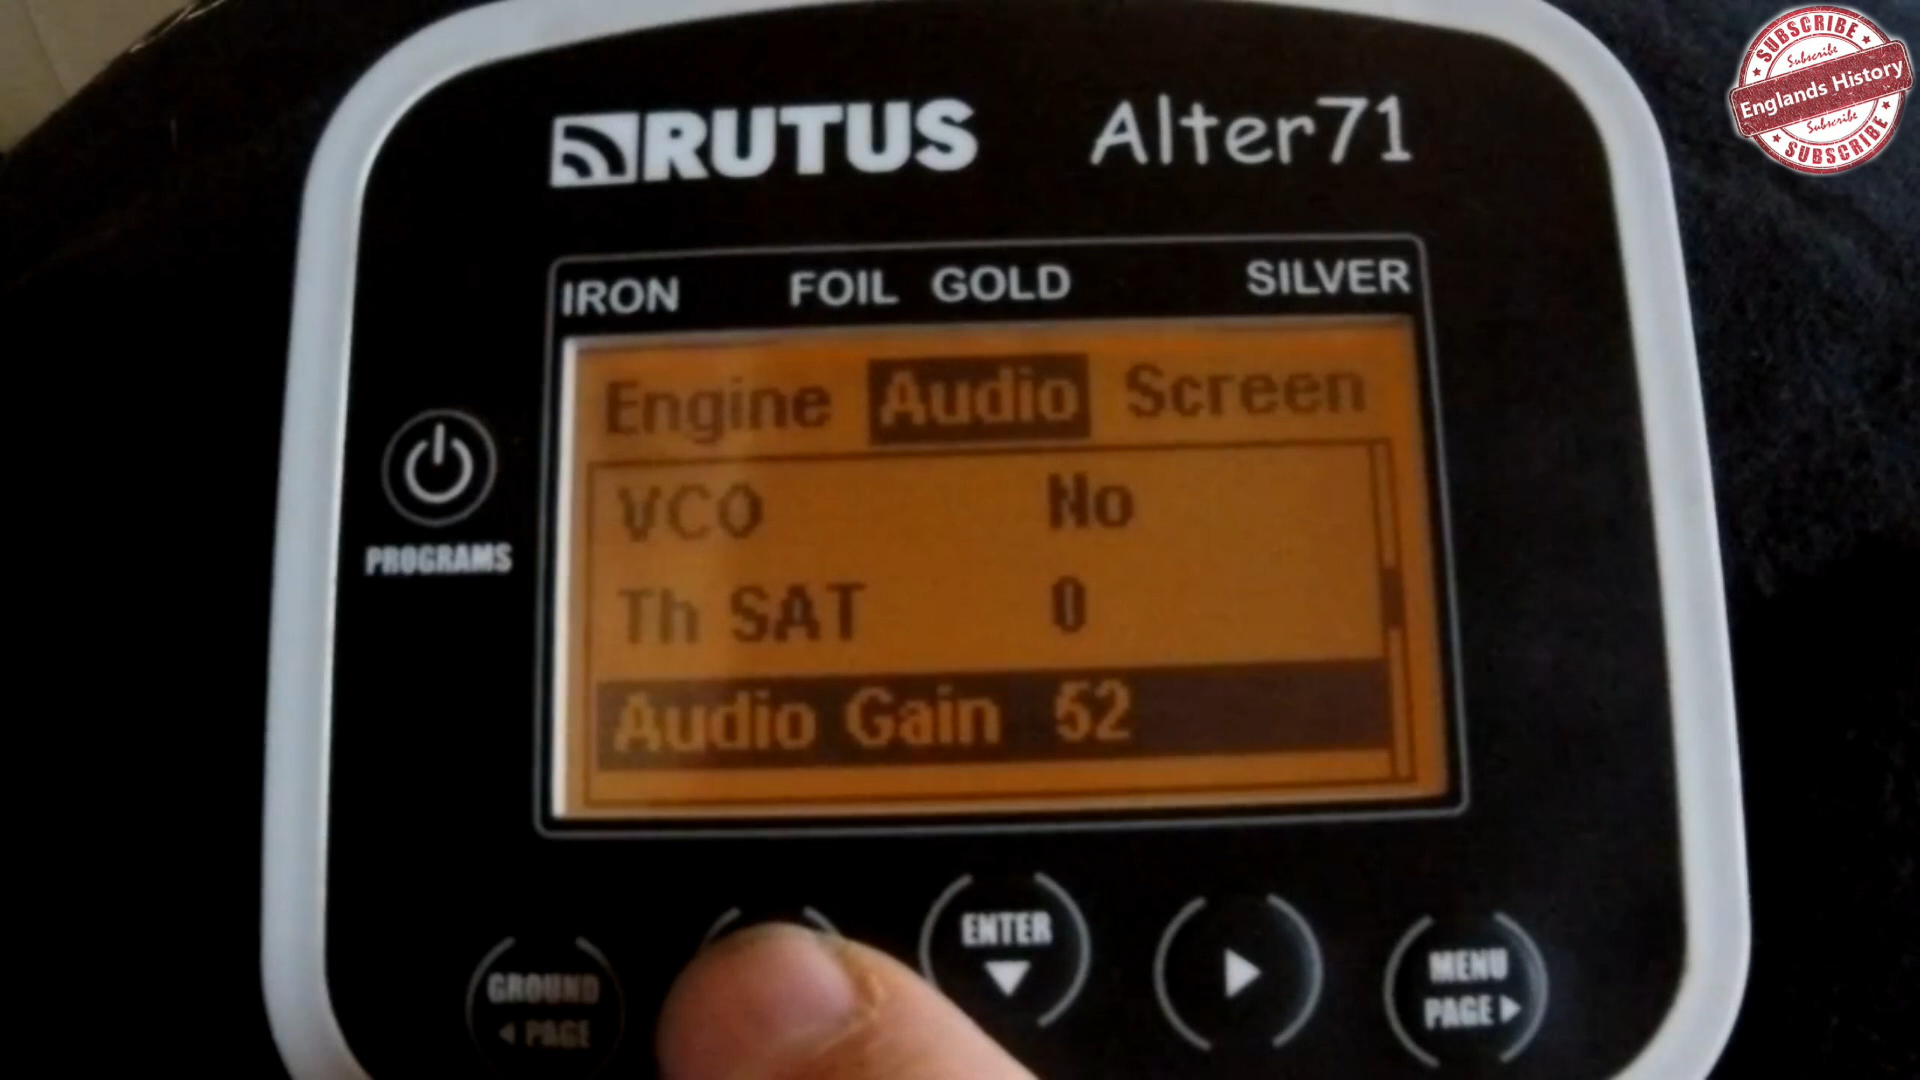 RUTUS Alter71
IRON FOIL GOLD SILVER
Engine Audio Screen
VCO No
Th SAT 0
Audio Gain 52
PROGRAMS
GROUND
◂ PAGE
ENTER
▼
▶
MENU
PAGE ▸
SUBSCRIBE
Subscribe
Englands History
Subscribe
SUBSCRIBE